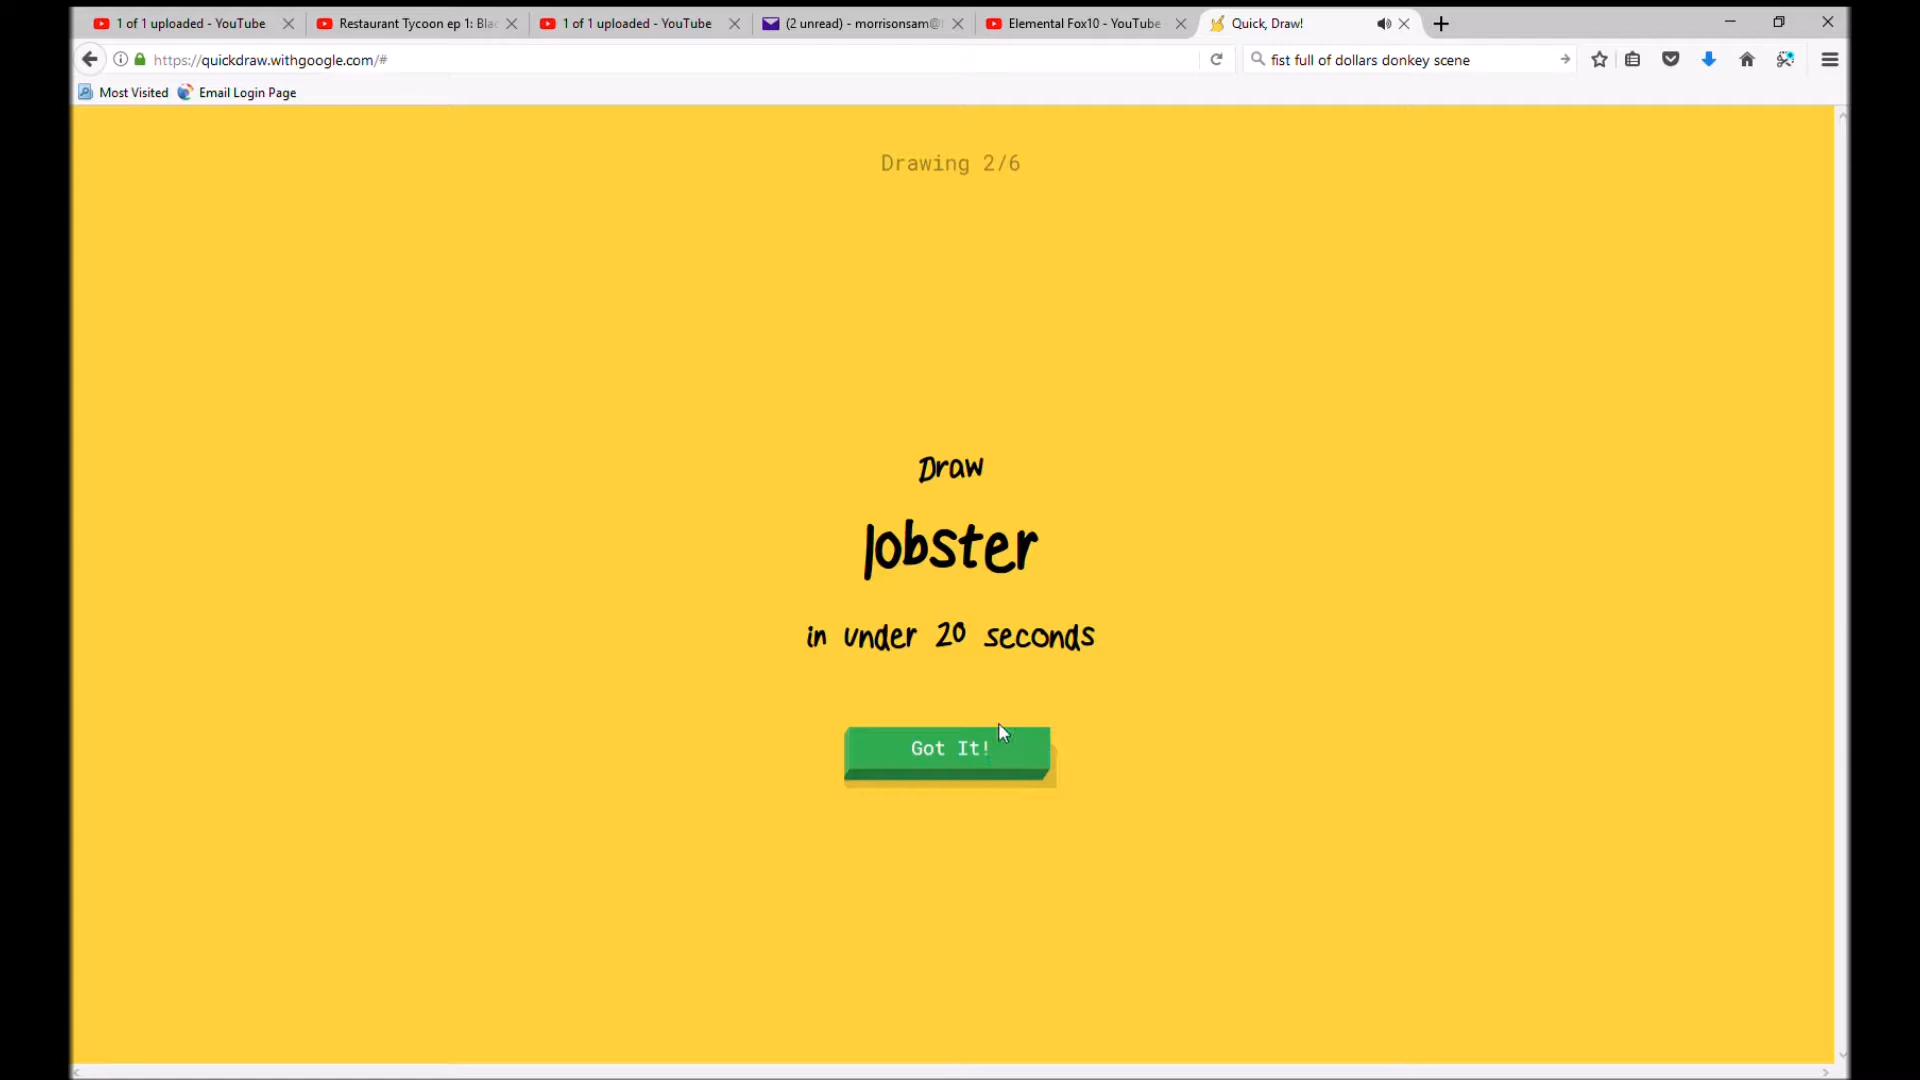 1 of 1 uploaded - YouTube
Restaurant Tycoon ep 1: Blac
1 of 1 uploaded - YouTube
(2 unread) - morrisonsam@
Elemental Fox10 - YouTube
Quick, Draw!
https://quickdraw.withgoogle.com/#
fist full of dollars donkey scene
Most Visited
Email Login Page
Drawing 2/6
Draw
lobster
in under 20 seconds
Got It!